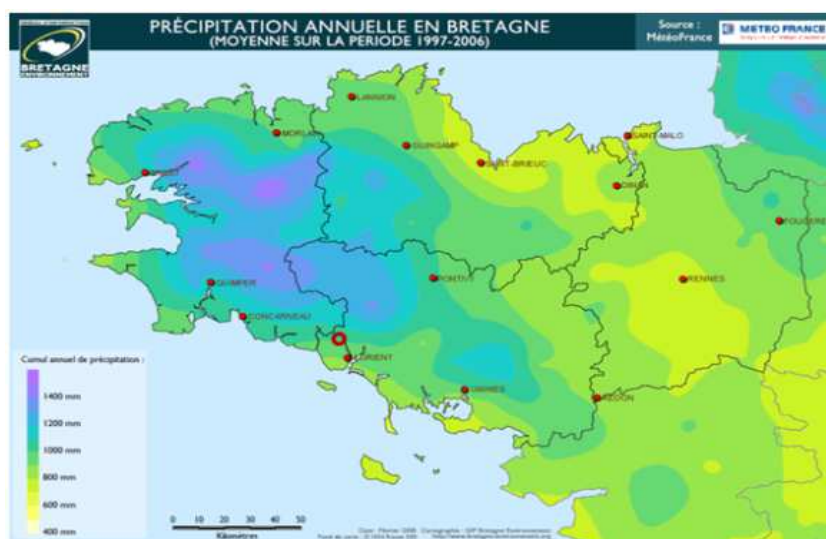 PRÉCIPITATION ANNUELLE EN BRETAGNE
(MOYENNE SUR LA PERIODE 1997-2006)
Source :
MétéoFrance
METEO FRANCE
BRETAGNE
ENVIRONNEMENT
LANNION
MORLAIX
GUINGAMP
SAINT-MALO
SAINT-BRIEUC
BREST
DINAN
FOUGERE
QUIMPER
PONTIVY
RENNES
CONCARNEAU
LORIENT
VANNES
REDON
Cumul annuel de précipitation :
1400 mm
1200 mm
1000 mm
800 mm
600 mm
400 mm
0 10 20 30 40 50
Kilomètres